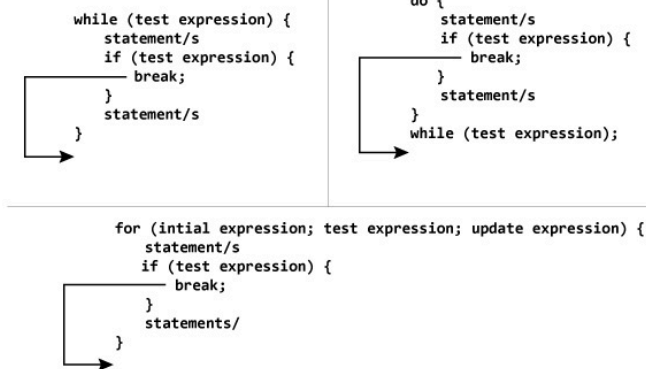 while (test expression) {
statement/s
if (test expression) {
break;
}
statement/s
}
do {
statement/s
if (test expression) {
break;
}
statement/s
}
while (test expression);
for (intial expression; test expression; update expression) {
statement/s
if (test expression) {
break;
}
statements/
}